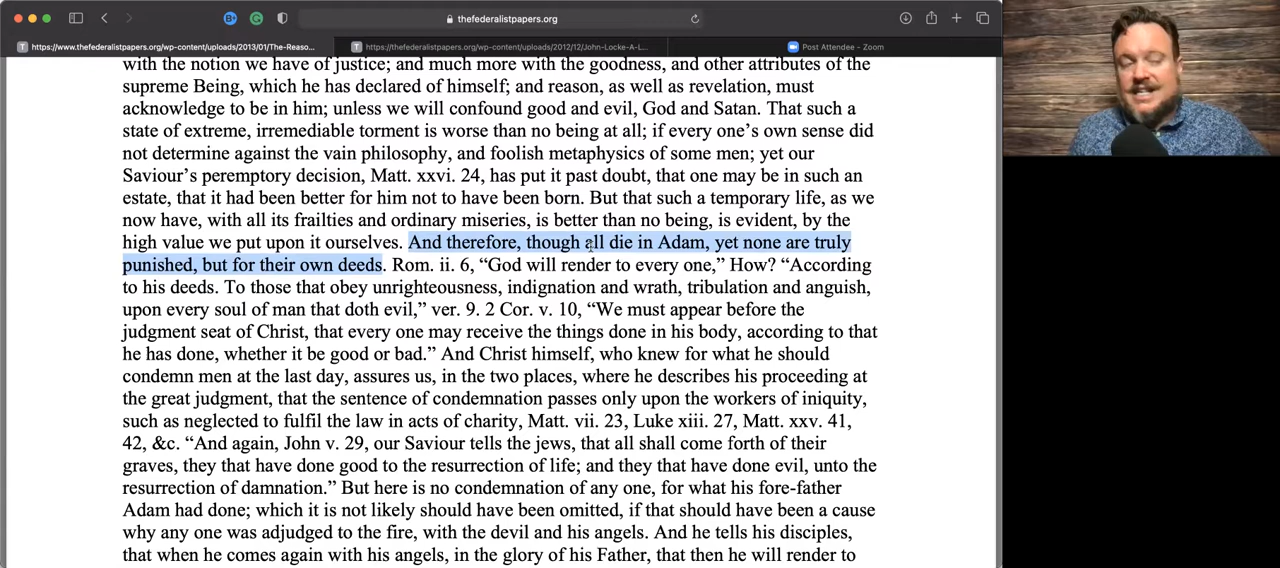 thefederalistpapers.org
https://www.thefederalistpapers.org/wp-content/uploads/2013/01/The-Reaso...
https://thefederalistpapers.org/wp-content/uploads/2012/12/John-Locke-A-L...
Post Attendee - Zoom
with the notion we have of justice; and much more with the goodness, and other attributes of the
supreme Being, which he has declared of himself; and reason, as well as revelation, must
acknowledge to be in him; unless we will confound good and evil, God and Satan. That such a
state of extreme, irremediable torment is worse than no being at all; if every one’s own sense did
not determine against the vain philosophy, and foolish metaphysics of some men; yet our
Saviour’s peremptory decision, Matt. xxvi. 24, has put it past doubt, that one may be in such an
estate, that it had been better for him not to have been born. But that such a temporary life, as we
now have, with all its frailties and ordinary miseries, is better than no being, is evident, by the
high value we put upon it ourselves. And therefore, though all die in Adam, yet none are truly
punished, but for their own deeds. Rom. ii. 6, “God will render to every one,” How? “According
to his deeds. To those that obey unrighteousness, indignation and wrath, tribulation and anguish,
upon every soul of man that doth evil,” ver. 9. 2 Cor. v. 10, “We must appear before the
judgment seat of Christ, that every one may receive the things done in his body, according to that
he has done, whether it be good or bad.” And Christ himself, who knew for what he should
condemn men at the last day, assures us, in the two places, where he describes his proceeding at
the great judgment, that the sentence of condemnation passes only upon the workers of iniquity,
such as neglected to fulfil the law in acts of charity, Matt. vii. 23, Luke xiii. 27, Matt. xxv. 41,
42, &c. “And again, John v. 29, our Saviour tells the jews, that all shall come forth of their
graves, they that have done good to the resurrection of life; and they that have done evil, unto the
resurrection of damnation.” But here is no condemnation of any one, for what his fore-father
Adam had done; which it is not likely should have been omitted, if that should have been a cause
why any one was adjudged to the fire, with the devil and his angels. And he tells his disciples,
that when he comes again with his angels, in the glory of his Father, that then he will render to